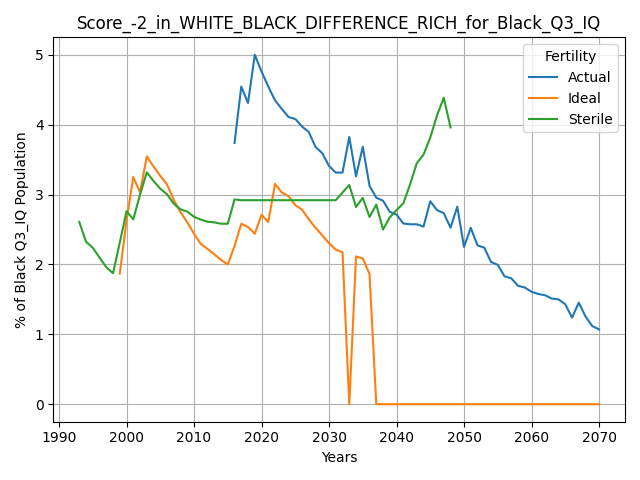 Score_-2_in_WHITE_BLACK_DIFFERENCE_RICH_for_Black_Q3_IQ
Fertility
Actual
Ideal
Sterile
% of Black Q3_IQ Population
5
4
3
2
1
0
1990 2000 2010 2020 2030 2040 2050 2060 2070
Years